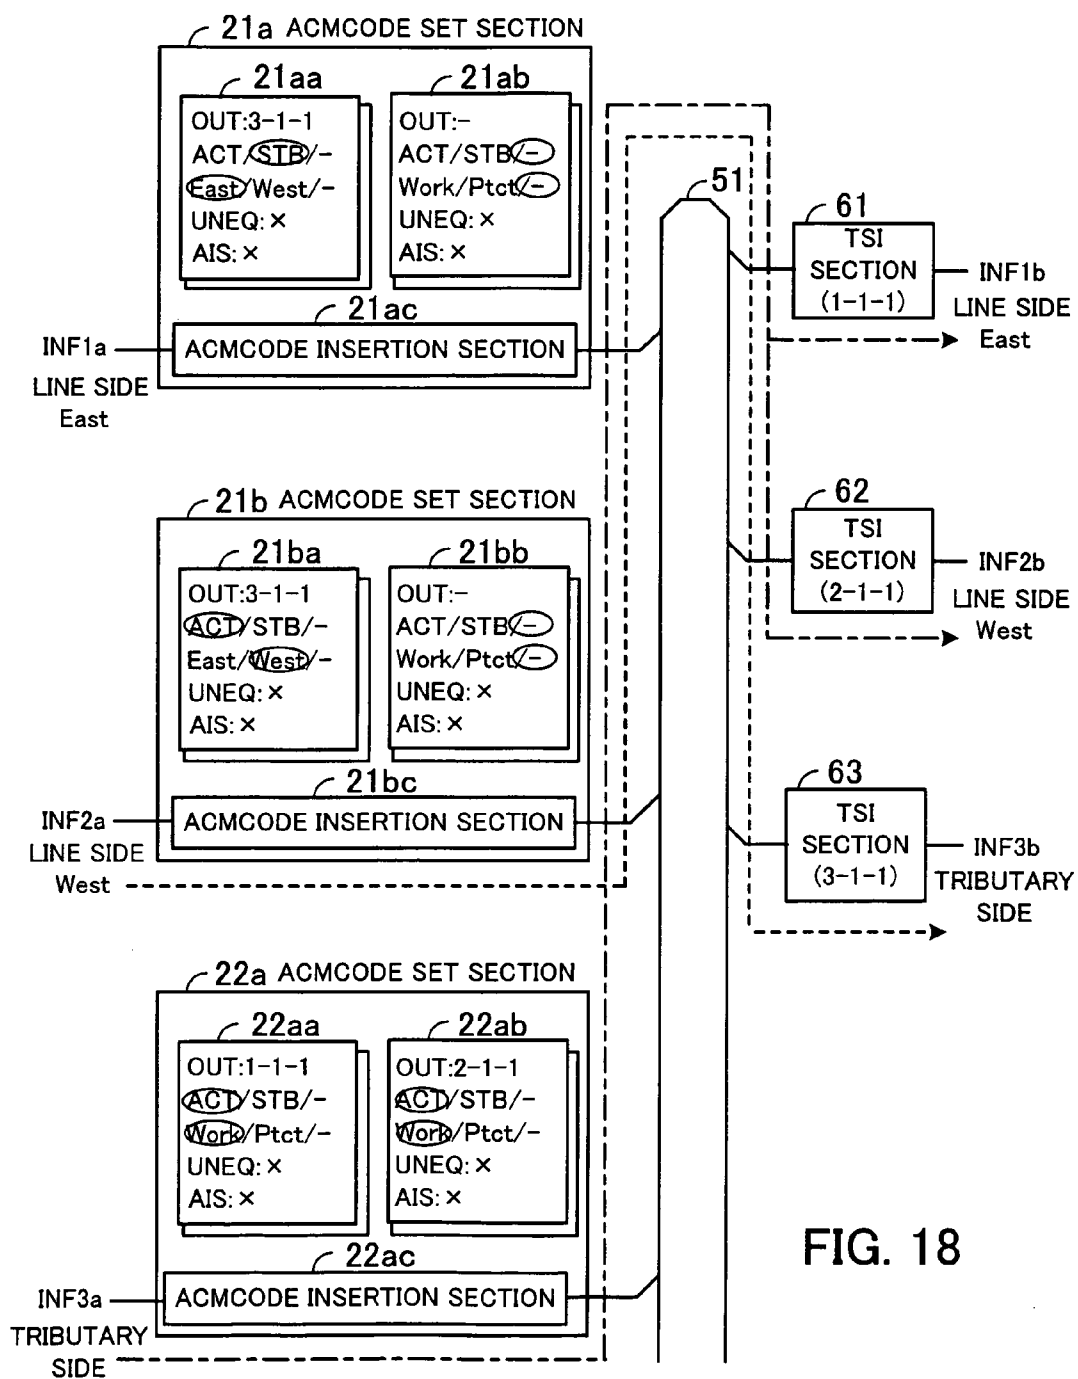 21a ACMCODE SET SECTION
21aa
OUT:3-1-1
ACT/STB/-
East/West/-
UNEQ:×
AIS:×
21ab
OUT:-
ACT/STB/-
Work/Ptct/-
UNEQ:×
AIS:×
21ac
ACMCODE INSERTION SECTION
INF1a
LINE SIDE
East
51
61
TSI
SECTION
(1-1-1)
INF1b
LINE SIDE
East
21b ACMCODE SET SECTION
21ba
OUT:3-1-1
ACT/STB/-
East/West/-
UNEQ:×
AIS:×
21bb
OUT:-
ACT/STB/-
Work/Ptct/-
UNEQ:×
AIS:×
21bc
ACMCODE INSERTION SECTION
INF2a
LINE SIDE
West
62
TSI
SECTION
(2-1-1)
INF2b
LINE SIDE
West
63
TSI
SECTION
(3-1-1)
INF3b
TRIBUTARY
SIDE
22a ACMCODE SET SECTION
22aa
OUT:1-1-1
ACT/STB/-
Work/Ptct/-
UNEQ:×
AIS:×
22ab
OUT:2-1-1
ACT/STB/-
Work/Ptct/-
UNEQ:×
AIS:×
22ac
ACMCODE INSERTION SECTION
INF3a
TRIBUTARY
SIDE
FIG. 18